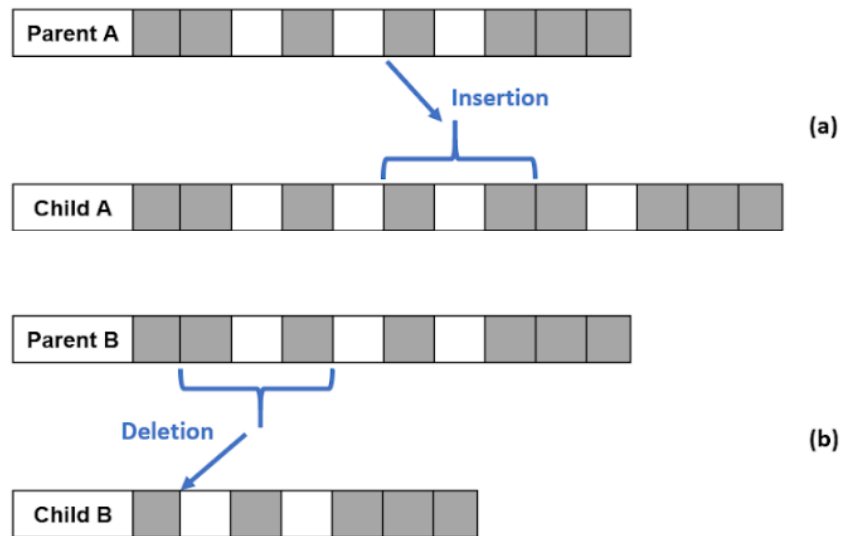 Parent A
Insertion
(a)
Child A
Parent B
Deletion
(b)
Child B